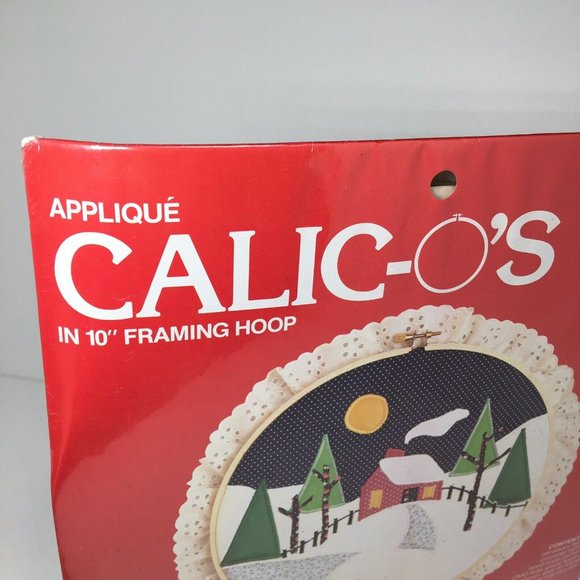 APPLIQUÉ
CALIC-O'S
IN 10" FRAMING HOOP